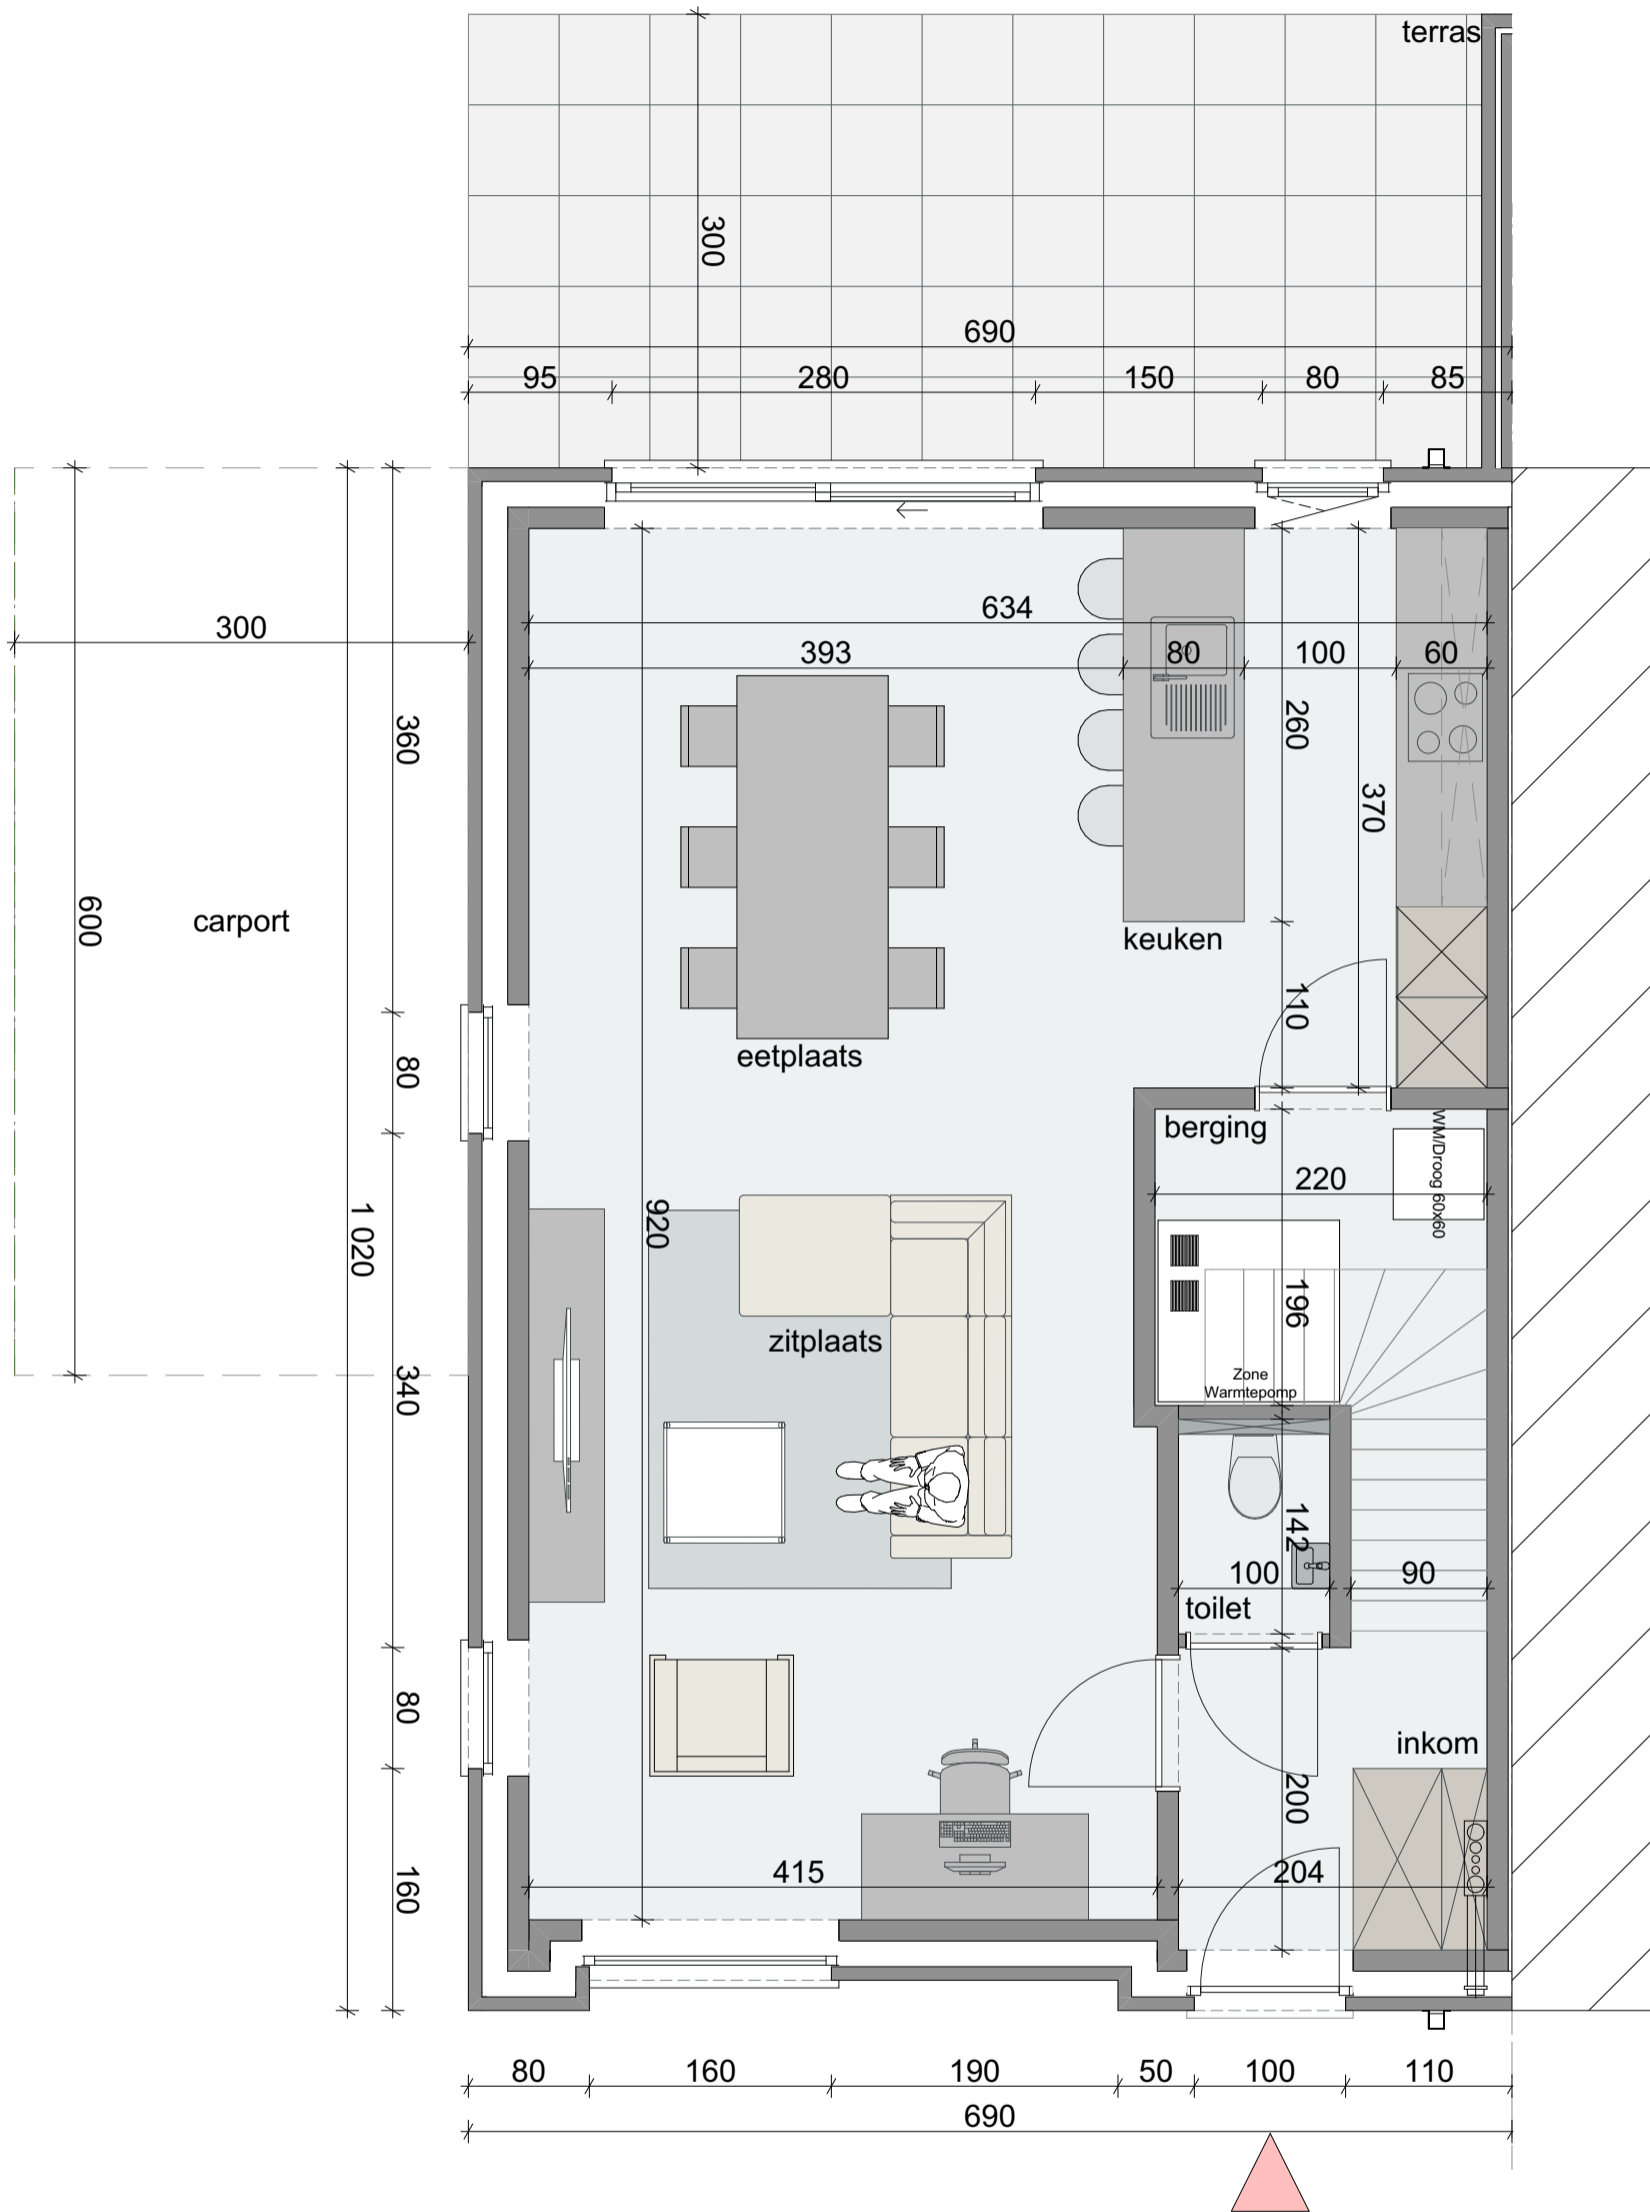 terras
300
690
95 280 150 80 85
300
634
393 80 100 60
360
260
370
600
carport
keuken
110
eetplaats
80
berging
WM/Droog 60x60
220
1 020
920
196
zitplaats
340
Zone
Warmtepomp
142
100
90
toilet
80
inkom
200
160
415
204
80 160 190 50 100 110
690